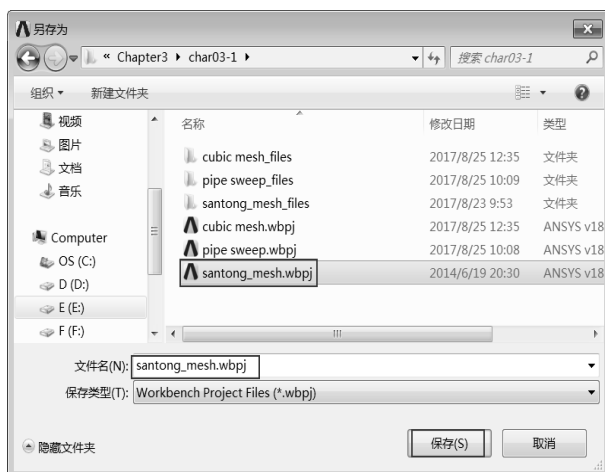 另存为
« Chapter3 ▸ char03-1 ▸ 搜索 char03-1
组织 ▾ 新建文件夹
视频
图片
文档
音乐
Computer
OS (C:)
D (D:)
E (E:)
F (F:)
名称 修改日期 类型
cubic mesh_files 2017/8/25 12:35 文件夹
pipe sweep_files 2017/8/25 10:09 文件夹
santong_mesh_files 2017/8/23 9:53 文件夹
cubic mesh.wbpj 2017/8/25 12:35 ANSYS v18
pipe sweep.wbpj 2017/8/25 10:08 ANSYS v18
santong_mesh.wbpj 2014/6/19 20:30 ANSYS v18
文件名(N): santong_mesh.wbpj
保存类型(T): Workbench Project Files (*.wbpj)
隐藏文件夹 保存(S) 取消